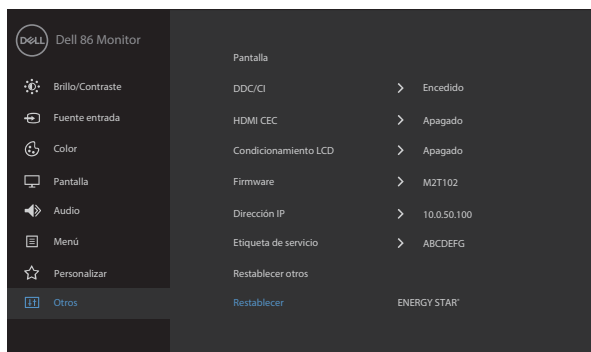 DELL
Dell 86 Monitor
Brillo/Contraste
Fuente entrada
Color
Pantalla
Audio
Menú
Personalizar
Otros
Pantalla
DDC/CI > Encedido
HDMI CEC > Apagado
Condicionamiento LCD > Apagado
Firmware > M2T102
Dirección IP > 10.0.50.100
Etiqueta de servicio > ABCDEFG
Restablecer otros
Restablecer ENERGY STAR®